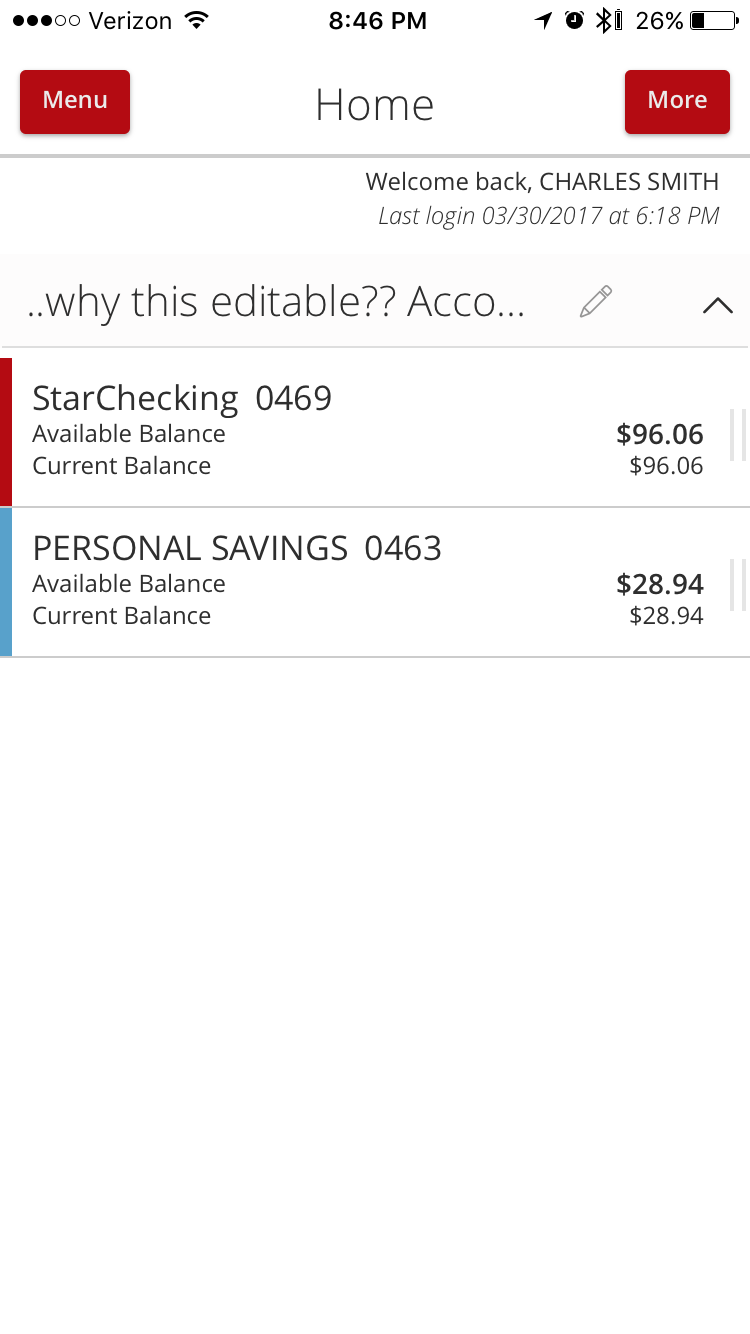 Verizon 8:46 PM 26%
Menu Home More
Welcome back, CHARLES SMITH
Last login 03/30/2017 at 6:18 PM
..why this editable?? Acco...
StarChecking 0469
Available Balance $96.06
Current Balance $96.06
PERSONAL SAVINGS 0463
Available Balance $28.94
Current Balance $28.94